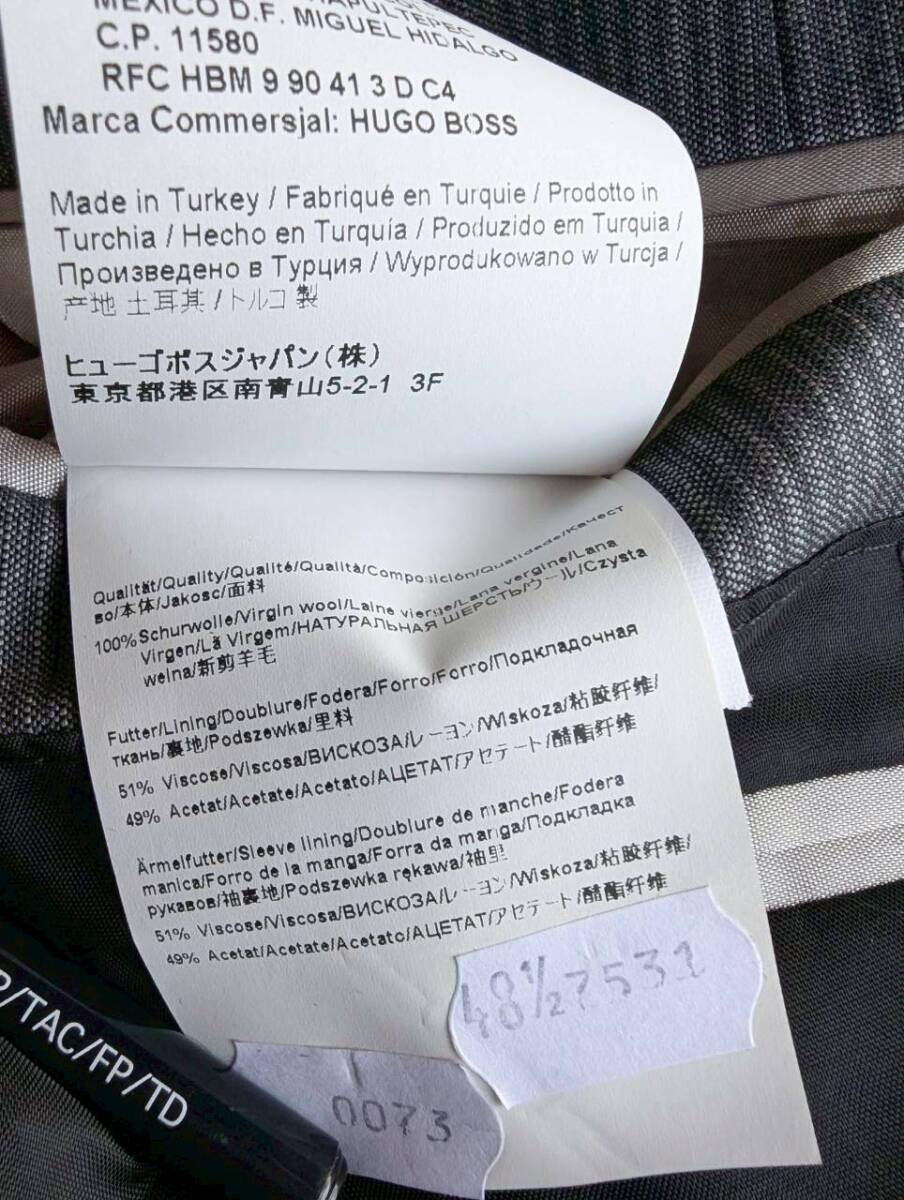 MEXICO D.F. MIGUEL HIDALGO
C.P. 11580
RFC HBM 9 90 41 3 D C4
Marca Commersjal: HUGO BOSS
Made in Turkey / Fabriqué en Turquie / Prodotto in
Turchia / Hecho en Turquía / Produzido em Turquia /
Произведено в Турция / Wyprodukowano w Turcja /
产地 土耳其 / トルコ 製
ヒューゴボスジャパン(株)
東京都港区南青山5-2-1 3F
Qualität/Quality/Qualité/Qualità/Composición/Qualidade/Качест
во/本体/Jakosc/面料
100% Schurwolle/Virgin wool/Laine vierge/Lana vergine/Lana
Virgen/Lã Virgem/НАТУРАЛЬНАЯ ШЕРСТЬ/ウール/Czysta
welna/新剪羊毛
Futter/Lining/Doublure/Fodera/Forro/Forro/Подкладочная
ткань/裏地/Podszewka/里料
51% Viscose/Viscosa/ВИСКОЗА/レーヨン/Wiskoza/粘胶纤维/
49% Acetat/Acetate/Acetato/АЦЕТАТ/アセテート/醋酯纤维
Ärmelfutter/Sleeve lining/Doublure de manche/Fodera
manica/Forro de la manga/Forra da manga/Подкладка
рукавов/袖裏地/Podszewka rękawa/袖里
51% Viscose/Viscosa/ВИСКОЗА/レーヨン/Wiskoza/粘胶纤维/
49% Acetat/Acetate/Acetato/АЦЕТАТ/アセテート/醋酯纤维
48½7531
0073
/TAC/FP/TD